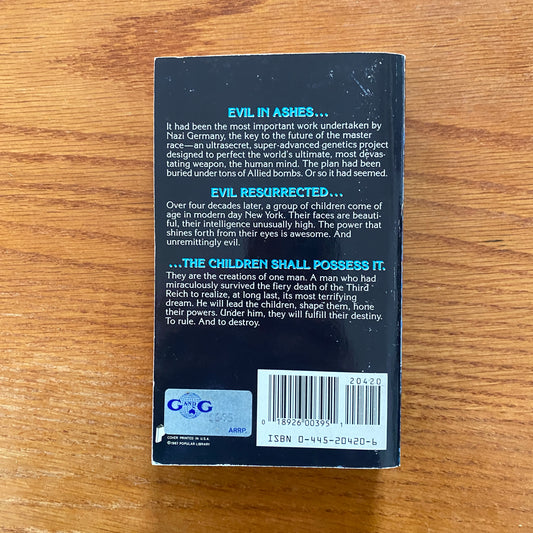 EVIL IN ASHES...
It had been the most important work undertaken by
Nazi Germany, the key to the future of the master
race—an ultrasecret, super-advanced genetics project
designed to perfect the world's ultimate, most devas-
tating weapon, the human mind. The plan had been
buried under tons of Allied bombs. Or so it had seemed.
EVIL RESURRECTED...
Over four decades later, a group of children come of
age in modern day New York. Their faces are beauti-
ful, their intelligence unusually high. The power that
shines forth from their eyes is awesome. And
unremittingly evil.
...THE CHILDREN SHALL POSSESS IT.
They are the creations of one man. A man who had
miraculously survived the fiery death of the Third
Reich to realize, at long last, its most terrifying
dream. He will lead the children, shape them, hone
their powers. Under him, they will fulfill their destiny.
To rule. And to destroy.
20420
G AND G
ARRP.
0 18926 00395 1
ISBN 0-445-20420-6
COVER PRINTED IN U.S.A.
©1987 POPULAR LIBRARY